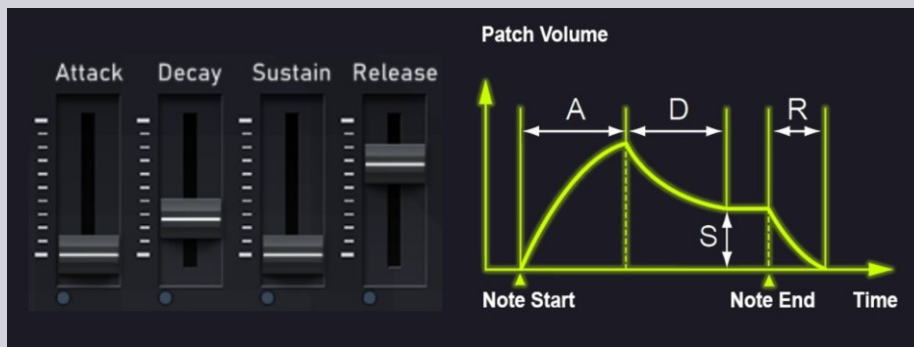 Attack Decay Sustain Release
Patch Volume
A D R
S
Note Start Note End Time